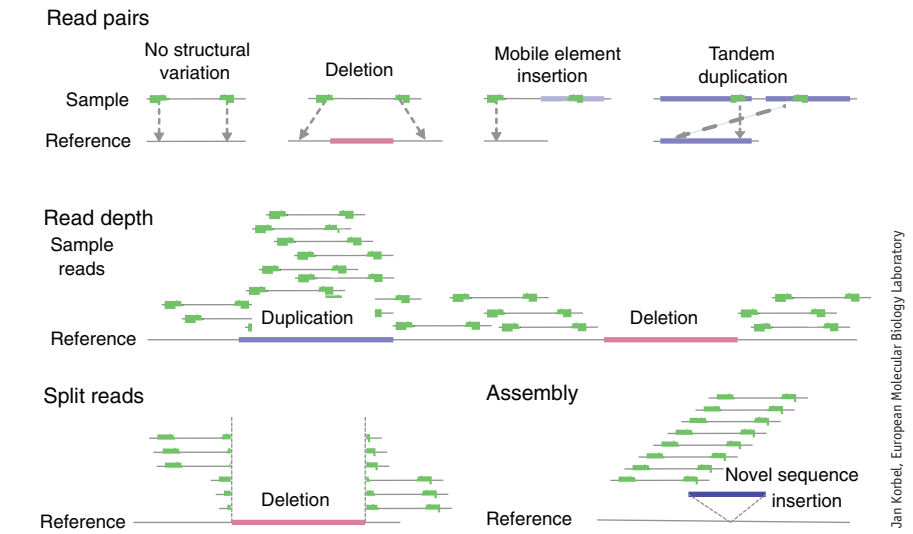 Read pairs
No structural
variation
Deletion
Mobile element
insertion
Tandem
duplication
Sample
Reference
Read depth
Sample
reads
Duplication
Deletion
Reference
Split reads
Deletion
Reference
Assembly
Novel sequence
insertion
Reference
Jan Korbel, European Molecular Biology Laboratory